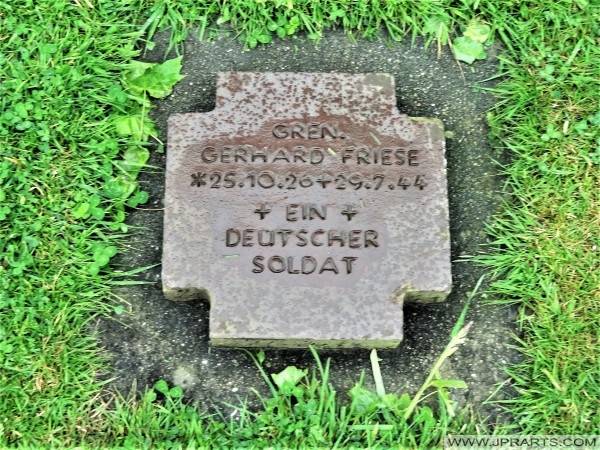 GREN.
GERHARD FRIESE
*25.10.26+29.7.44
+ EIN +
DEUTSCHER
SOLDAT
WWW.JPRARTS.COM